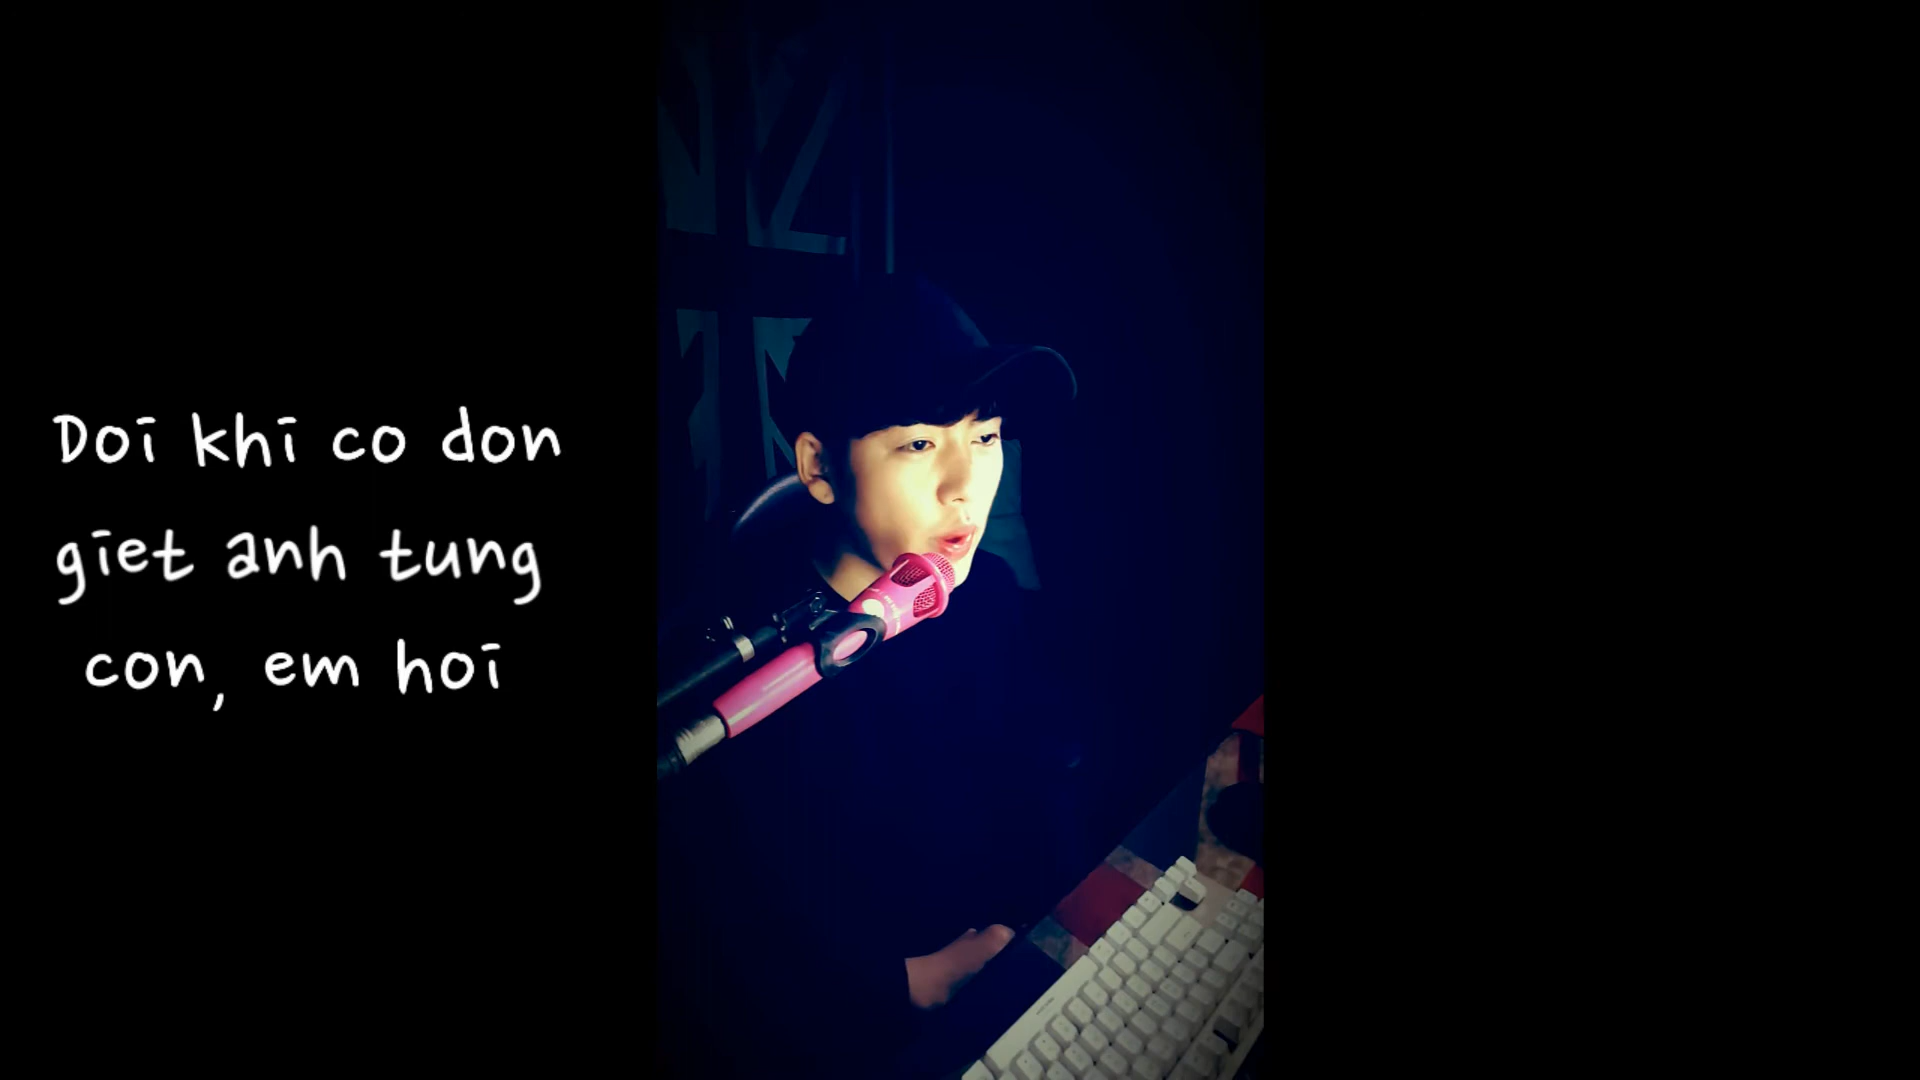 Doi khi co don
giet anh tung
con, em hoi